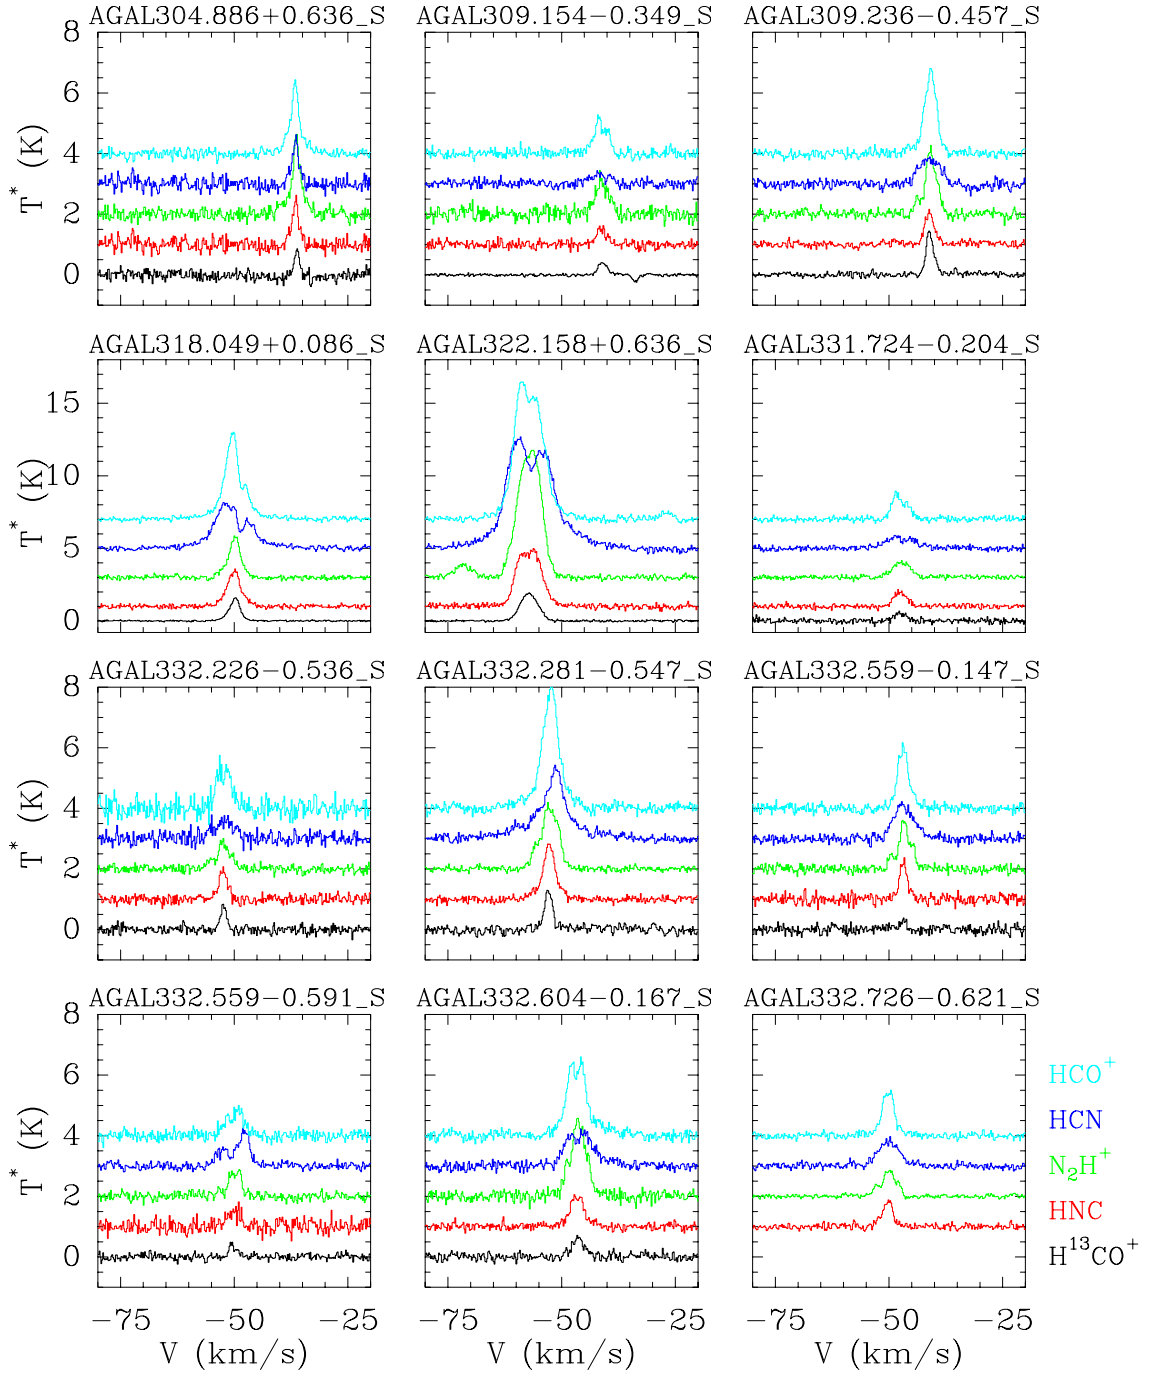 AGAL304.886+0.636_S AGAL309.154−0.349_S AGAL309.236−0.457_S
8
6
4
2
0
T* (K)
AGAL318.049+0.086_S AGAL322.158+0.636_S AGAL331.724−0.204_S
15
10
5
0
T* (K)
AGAL332.226−0.536_S AGAL332.281−0.547_S AGAL332.559−0.147_S
8
6
4
2
0
T* (K)
AGAL332.559−0.591_S AGAL332.604−0.167_S AGAL332.726−0.621_S
8
6
4
2
0
T* (K)
HCO⁺
HCN
N₂H⁺
HNC
H¹³CO⁺
−75 −50 −25 −75 −50 −25 −75 −50 −25
V (km/s) V (km/s) V (km/s)